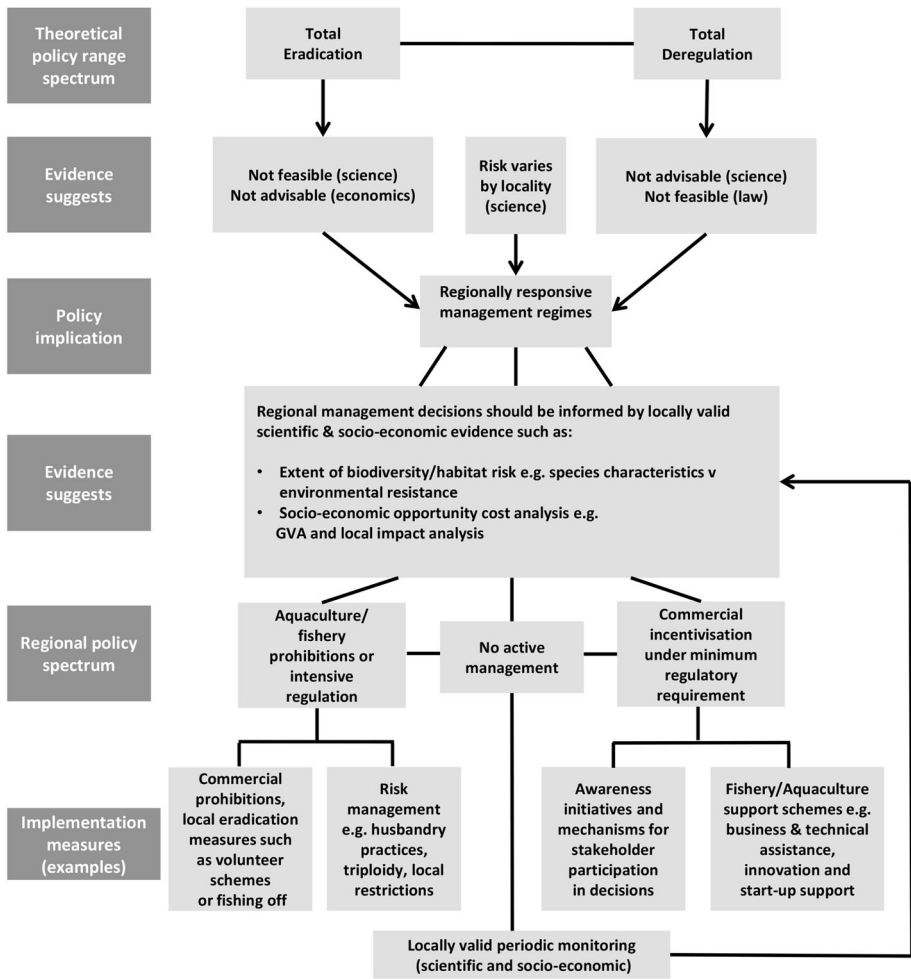 Theoretical
policy range
spectrum
Total
Eradication
Total
Deregulation
Evidence
suggests
Not feasible (science)
Not advisable (economics)
Risk varies
by locality
(science)
Not advisable (science)
Not feasible (law)
Policy
implication
Regionally responsive
management regimes
Evidence
suggests
Regional management decisions should be informed by locally valid
scientific & socio-economic evidence such as:
• Extent of biodiversity/habitat risk e.g. species characteristics v
environmental resistance
• Socio-economic opportunity cost analysis e.g.
GVA and local impact analysis
Regional policy
spectrum
Aquaculture/
fishery
prohibitions or
intensive
regulation
No active
management
Commercial
incentivisation
under minimum
regulatory
requirement
Implementation
measures
(examples)
Commercial
prohibitions,
local eradication
measures such
as volunteer
schemes
or fishing off
Risk
management
e.g. husbandry
practices,
triploidy, local
restrictions
Awareness
initiatives and
mechanisms for
stakeholder
participation
in decisions
Fishery/Aquaculture
support schemes e.g.
business & technical
assistance,
innovation and
start-up support
Locally valid periodic monitoring
(scientific and socio-economic)